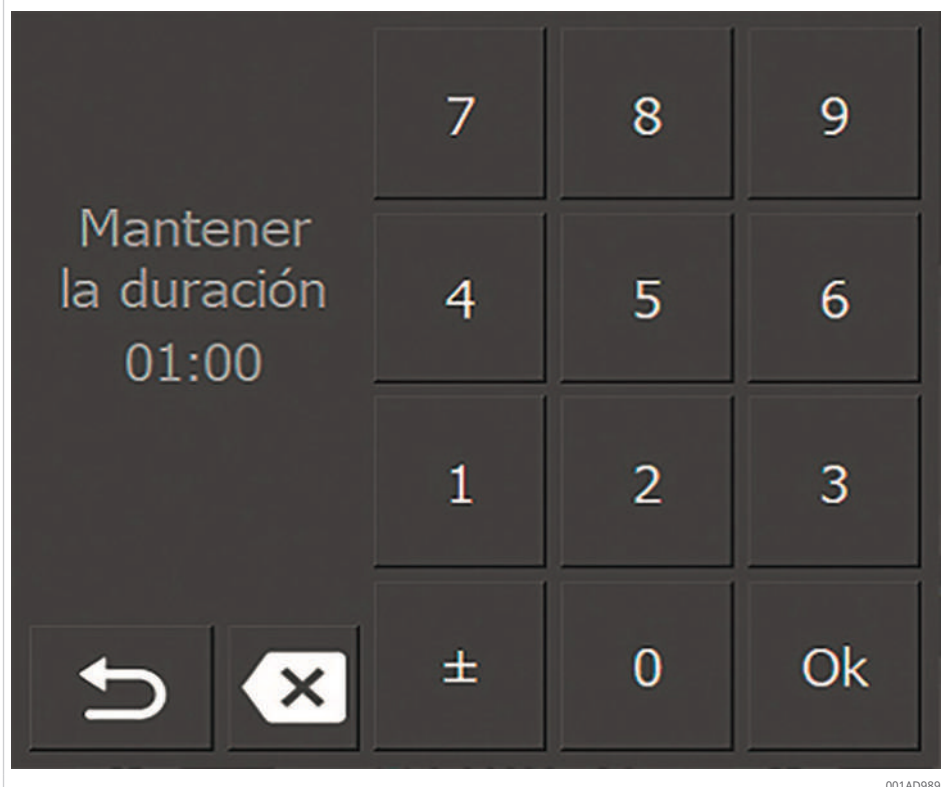 Mantener
la duración
01:00
7 8 9
4 5 6
1 2 3
± 0 Ok
001AD989